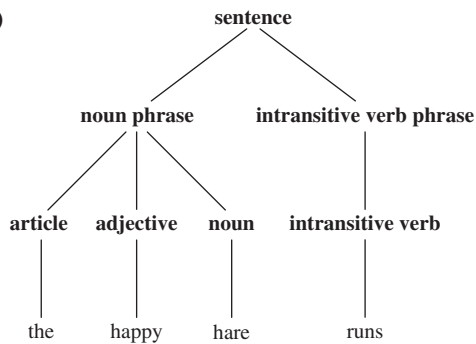 )
sentence
noun phrase intransitive verb phrase
article adjective noun intransitive verb
the happy hare runs